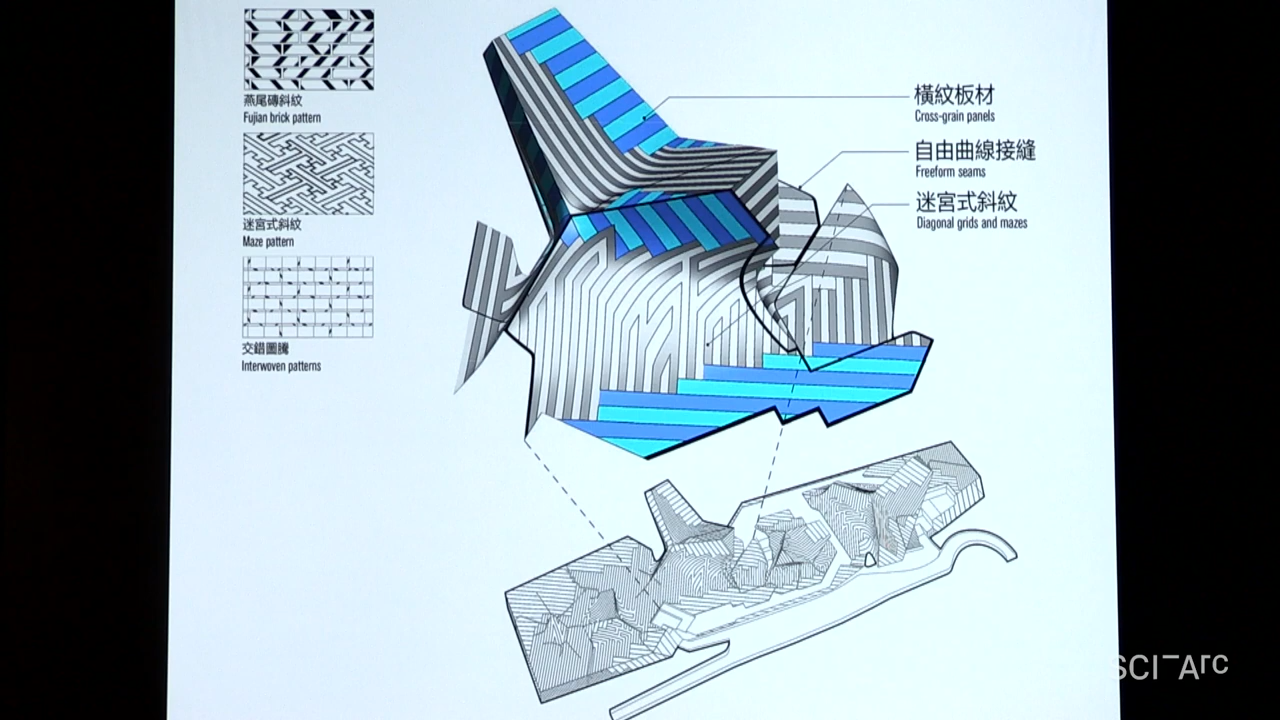 燕尾磚斜紋
Fujian brick pattern
迷宮式斜紋
Maze pattern
交錯圖騰
Interwoven patterns
橫紋板材
Cross-grain panels
自由曲線接縫
Freeform seams
迷宮式斜紋
Diagonal grids and mazes
SCI-Arc